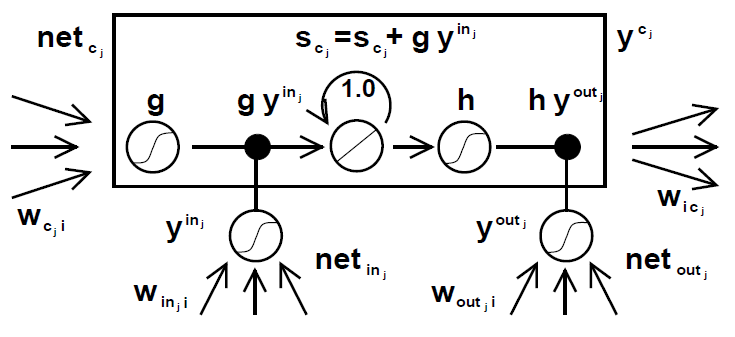 net c j
s c j = s c j + g y in j
y c j
g
g y in j
1.0
h
h y out j
w c j i
w i c j
y in j
net in j
y out j
net out j
w in j i
w out j i